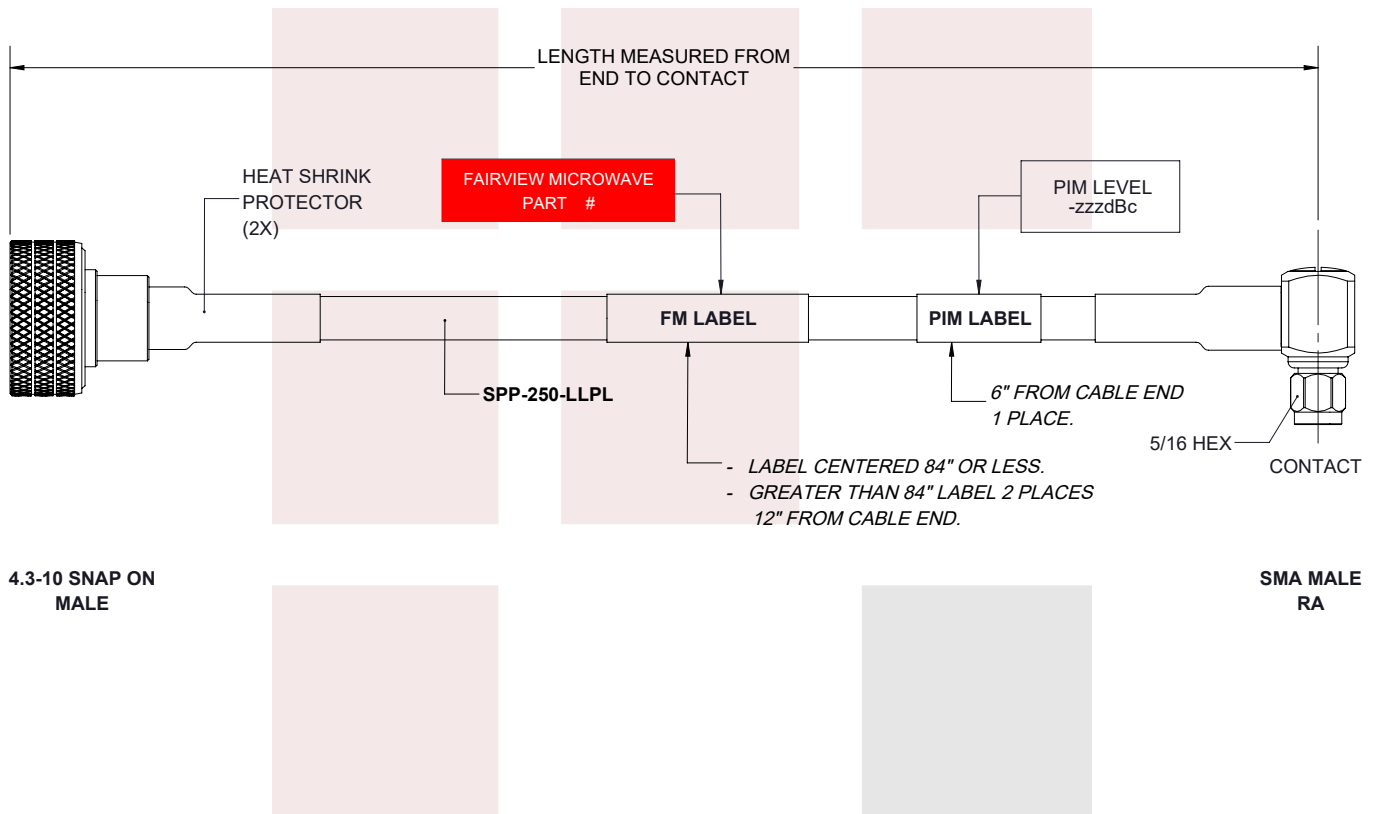 LENGTH MEASURED FROM
END TO CONTACT
HEAT SHRINK
PROTECTOR
(2X)
FAIRVIEW MICROWAVE
PART #
PIM LEVEL
-zzzdBc
FM LABEL
PIM LABEL
SPP-250-LLPL
6" FROM CABLE END
1 PLACE.
5/16 HEX
CONTACT
- LABEL CENTERED 84" OR LESS.
- GREATER THAN 84" LABEL 2 PLACES
12" FROM CABLE END.
4.3-10 SNAP ON
MALE
SMA MALE
RA